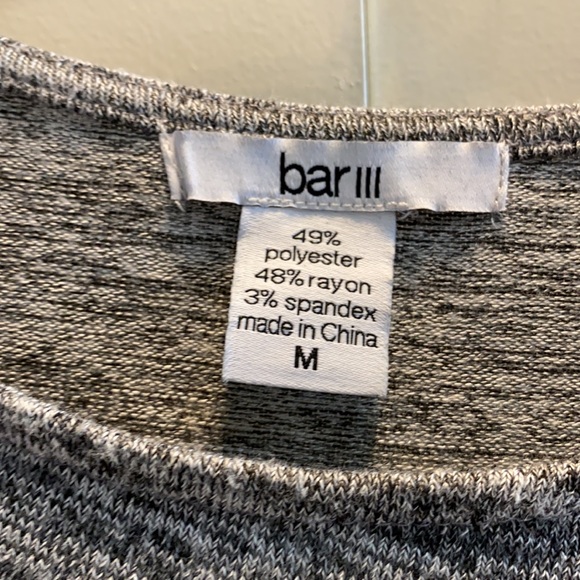 bar III
49%
polyester
48% rayon
3% spandex
made in China
M